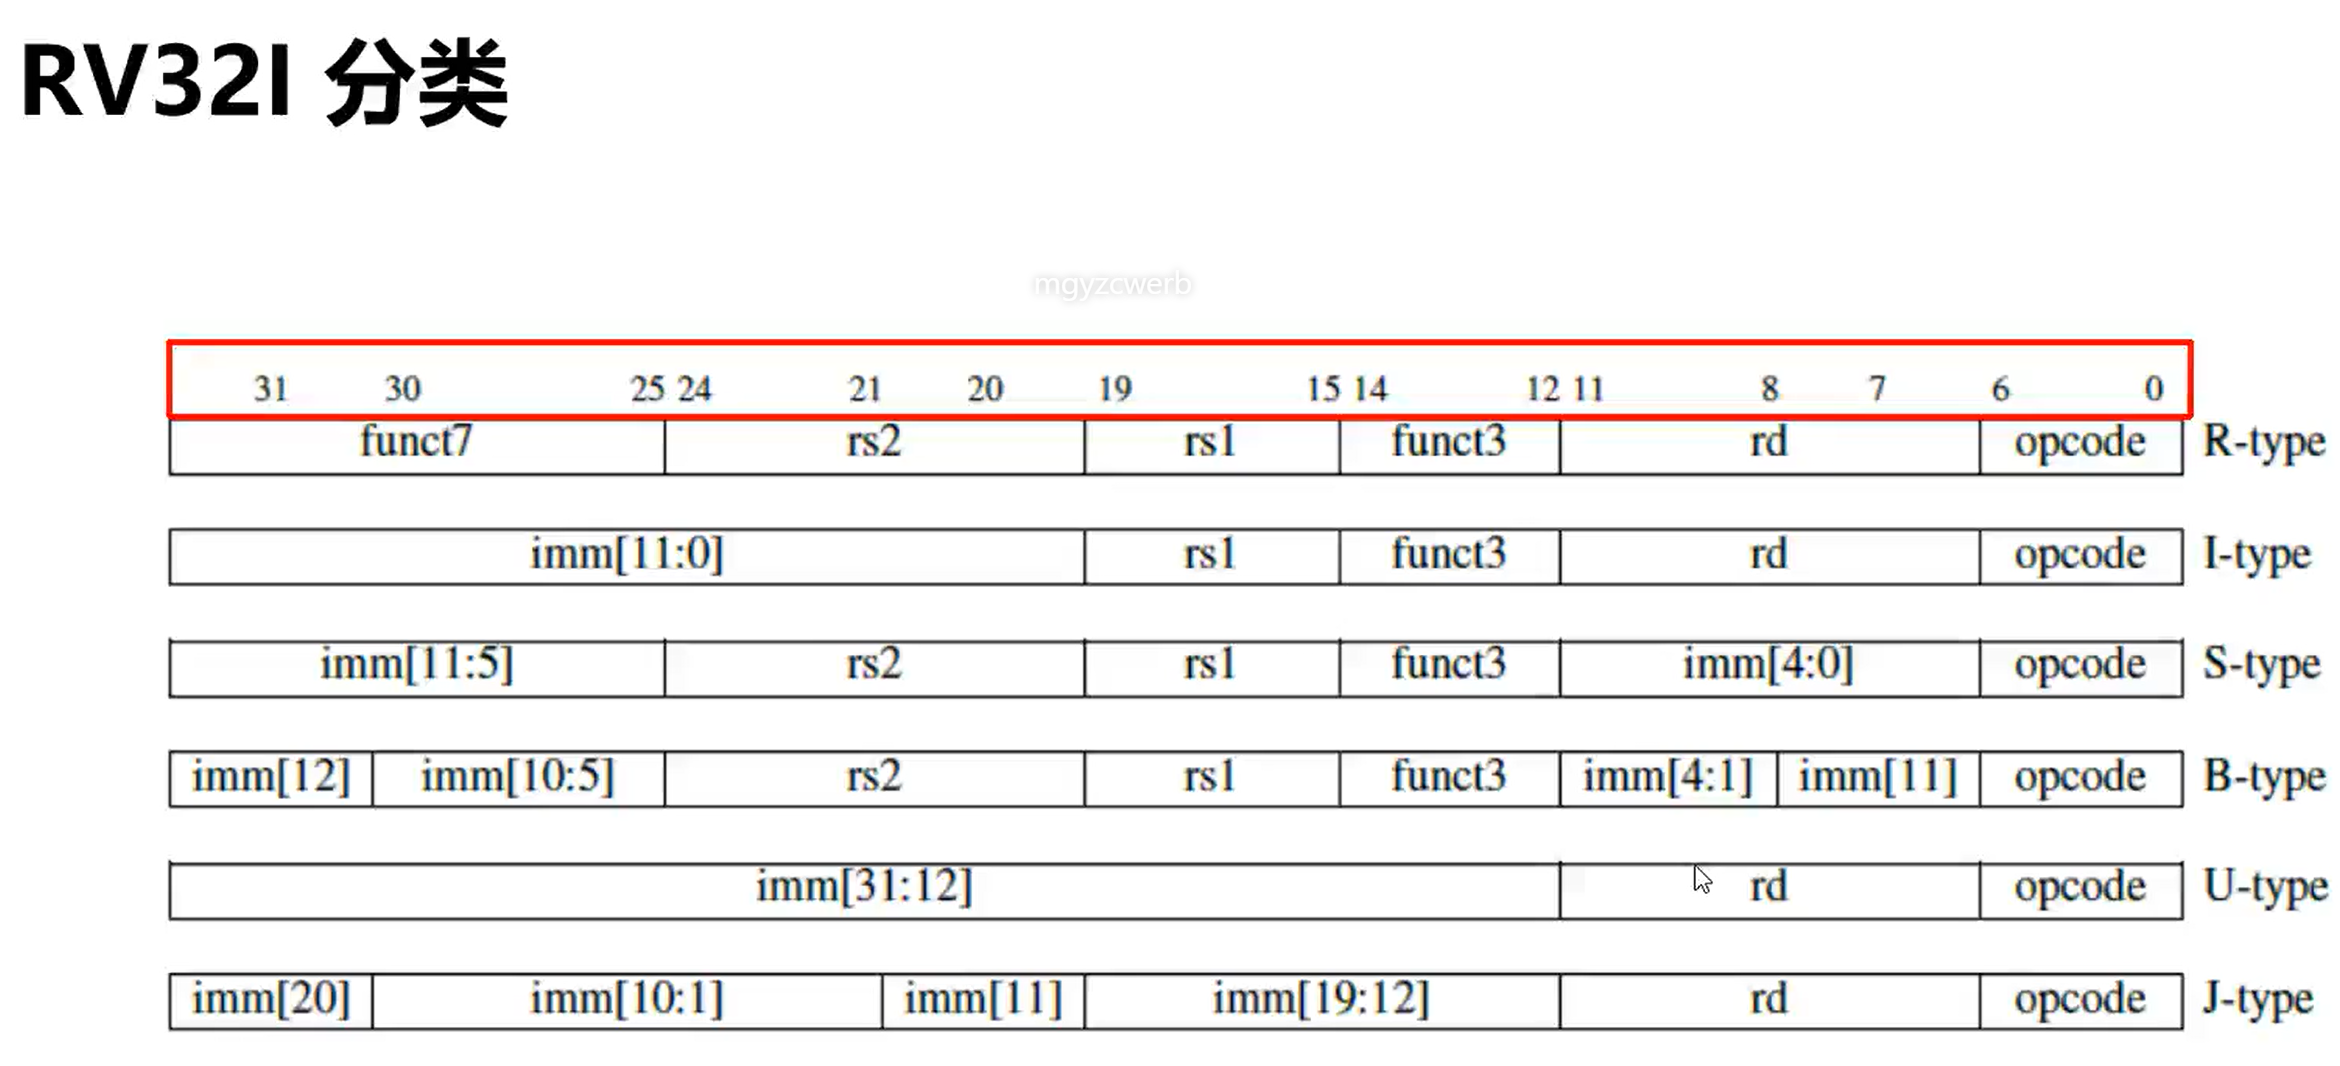 RV32I 分类
mgyzcwerb
31 30 25 24 21 20 19 15 14 12 11 8 7 6 0
funct7 rs2 rs1 funct3 rd opcode R-type
imm[11:0] rs1 funct3 rd opcode I-type
imm[11:5] rs2 rs1 funct3 imm[4:0] opcode S-type
imm[12] imm[10:5] rs2 rs1 funct3 imm[4:1] imm[11] opcode B-type
imm[31:12] rd opcode U-type
imm[20] imm[10:1] imm[11] imm[19:12] rd opcode J-type